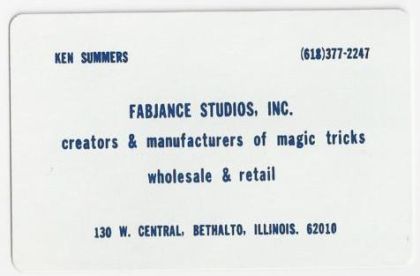 KEN SUMMERS (618)377-2247
FABJANCE STUDIOS, INC.
creators & manufacturers of magic tricks
wholesale & retail
130 W. CENTRAL, BETHALTO, ILLINOIS. 62010